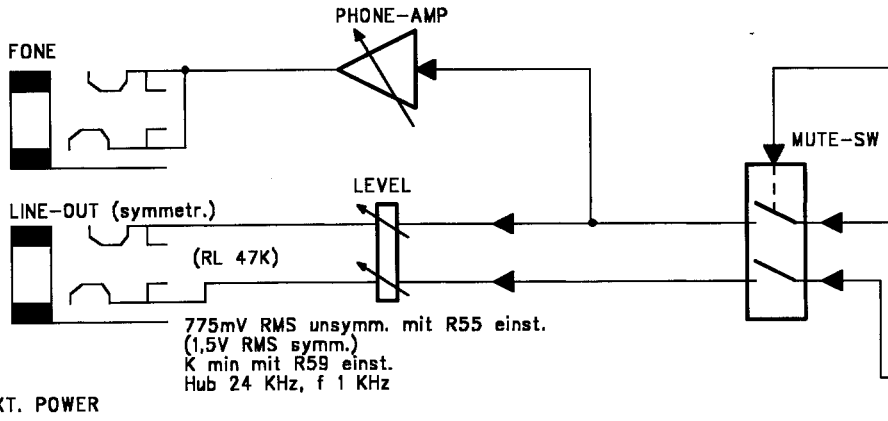 PHONE-AMP
FONE
MUTE-SW
LEVEL
LINE-OUT (symmetr.)
(RL 47K)
775mV RMS unsymm. mit R55 einst.
(1,5V RMS symm.)
K min mit R59 einst.
Hub 24 KHz, f 1 KHz
XT. POWER